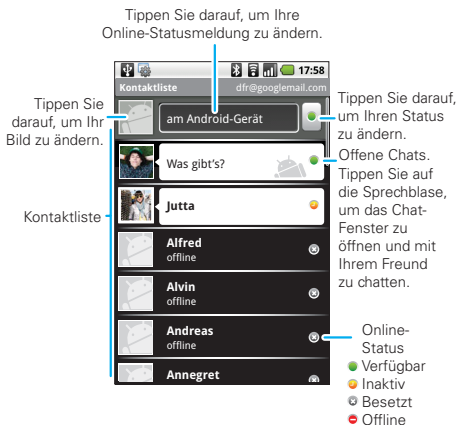 Tippen Sie darauf, um Ihre
Online-Statusmeldung zu ändern.
17:58
Kontaktliste
dfr@googlemail.com
Tippen Sie
darauf, um Ihr
Bild zu ändern.
am Android-Gerät
Tippen Sie darauf,
um Ihren Status
zu ändern.
Was gibt's?
Offene Chats.
Tippen Sie auf
die Sprechblase,
um das Chat-
Fenster zu
öffnen und mit
Ihrem Freund
zu chatten.
Kontaktliste
Jutta
Alfred
offline
Alvin
offline
Andreas
offline
Annegret
Online-
Status
Verfügbar
Inaktiv
Besetzt
Offline